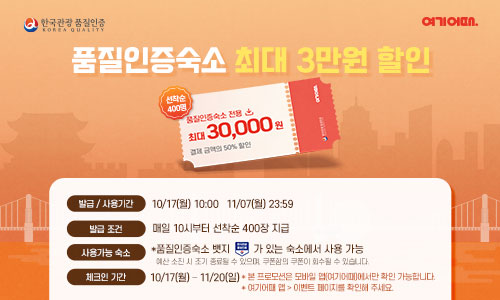 한국관광 품질인증
KOREA QUALITY
여기어때.
품질인증숙소 최대 3만원 할인
선착순
400명
품질인증숙소 전용
최대 30,000원
결제 금액의 50% 할인
발급 / 사용기간 10/17(월) 10:00 11/07(월) 23:59
발급 조건 매일 10시부터 선착순 400장 지급
사용가능 숙소 *품질인증숙소 뱃지 가 있는 숙소에서 사용 가능
예산 소진 시 조기 종료될 수 있으며, 쿠폰함의 쿠폰이 회수될 수 있습니다.
체크인 기간 10/17(월) – 11/20(일) * 본 프로모션은 모바일 앱(여기어때)에서만 확인 가능합니다.
* 여기어때 앱 > 이벤트 페이지를 확인해 주세요.